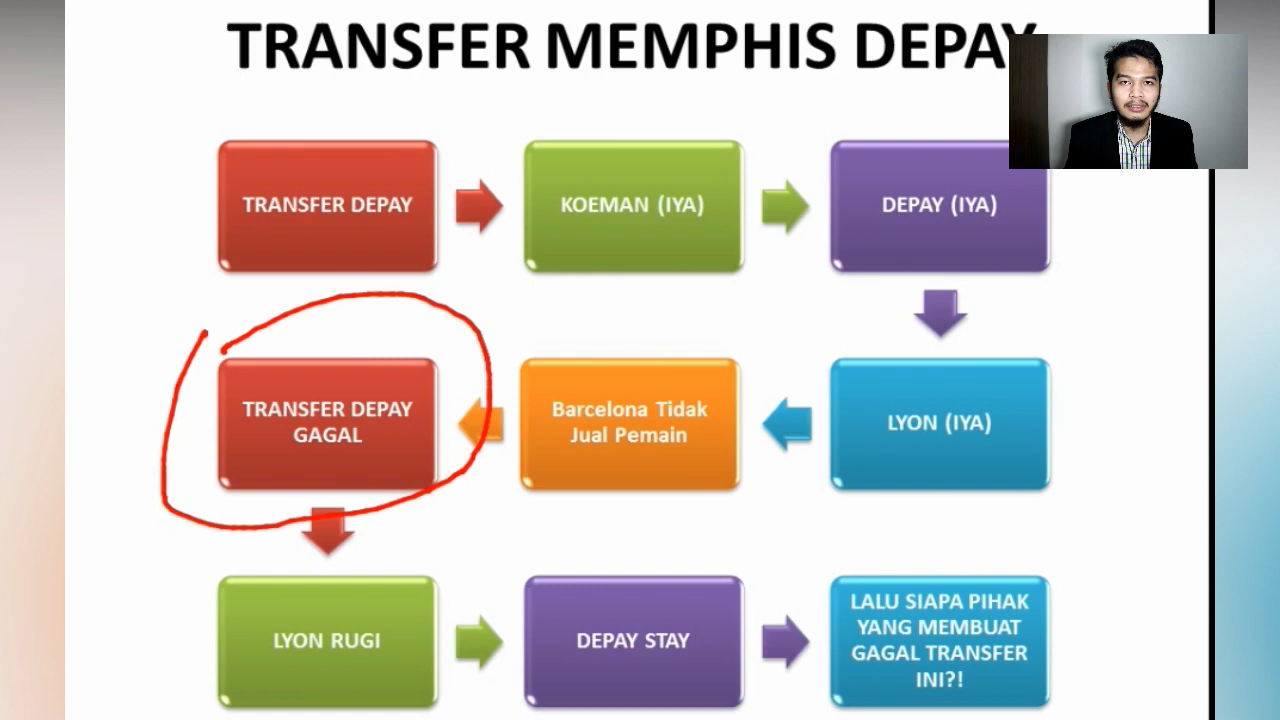 TRANSFER MEMPHIS DEPAY
TRANSFER DEPAY
KOEMAN (IYA)
DEPAY (IYA)
LYON (IYA)
Barcelona Tidak
Jual Pemain
TRANSFER DEPAY
GAGAL
LYON RUGI
DEPAY STAY
LALU SIAPA PIHAK
YANG MEMBUAT
GAGAL TRANSFER
INI?!